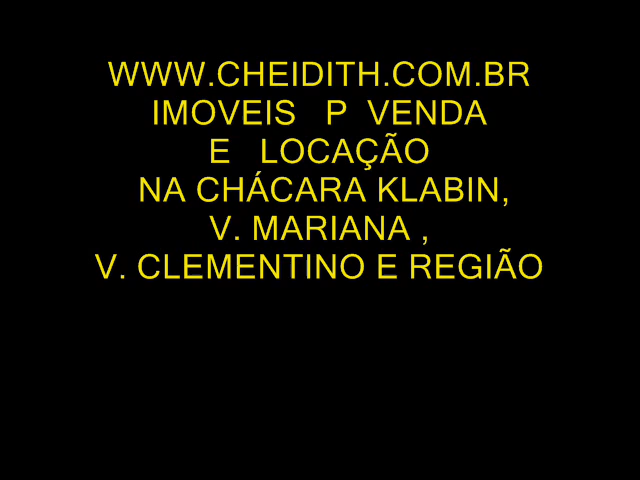 WWW.CHEIDITH.COM.BR
IMOVEIS P VENDA
E LOCAÇÃO
NA CHÁCARA KLABIN,
V. MARIANA ,
V. CLEMENTINO E REGIÃO